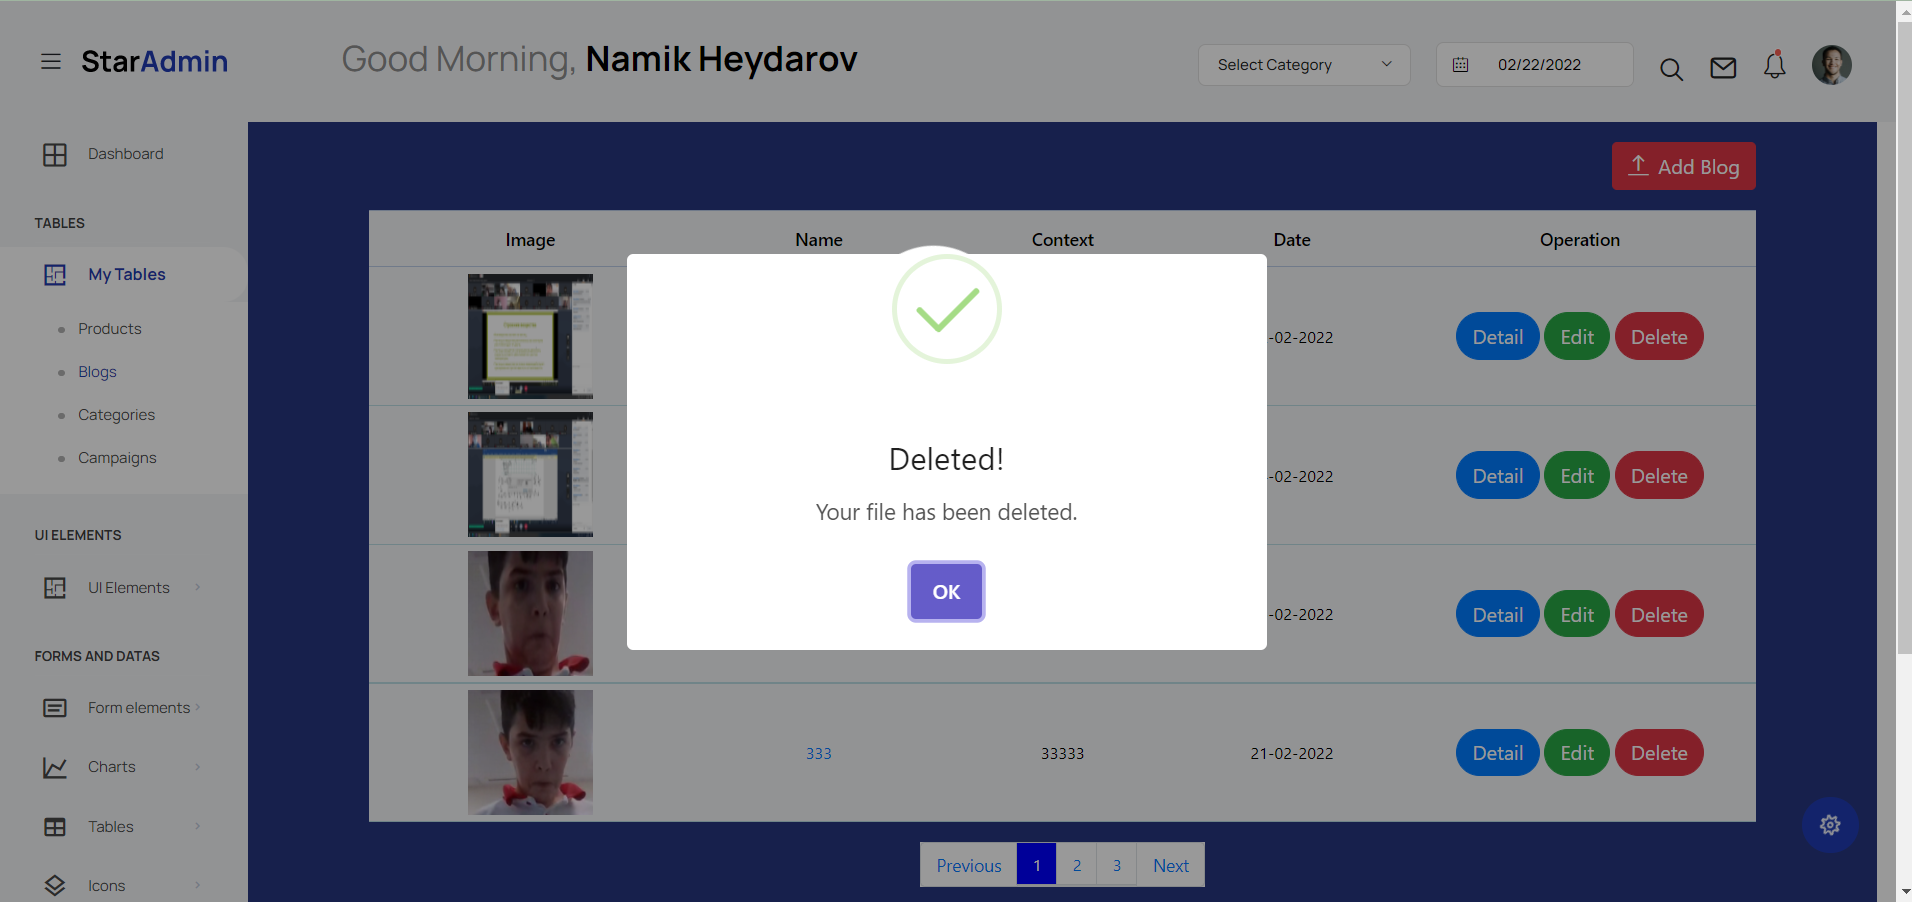 StarAdmin
Good Morning, Namik Heydarov
Select Category
02/22/2022
Dashboard
TABLES
My Tables
Products
Blogs
Categories
Campaigns
UI ELEMENTS
UI Elements
FORMS AND DATAS
Form elements
Charts
Tables
Icons
Add Blog
Image Name Context Date Operation
-02-2022 Detail Edit Delete
-02-2022 Detail Edit Delete
-02-2022 Detail Edit Delete
333 33333 21-02-2022 Detail Edit Delete
Deleted!
Your file has been deleted.
OK
Previous 1 2 3 Next